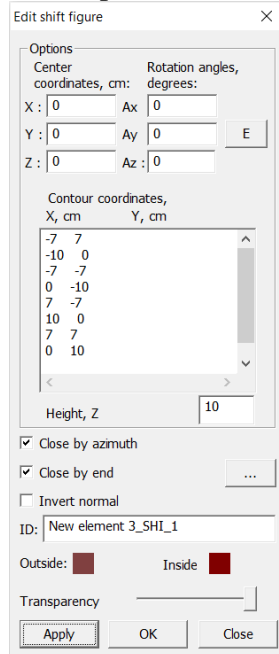 Edit shift figure
Options
Center coordinates, cm:
Rotation angles, degrees:
X : 0 Ax 0
Y : 0 Ay 0 E
Z : 0 Az : 0
Contour coordinates,
X, cm Y, cm
-7 7
-10 0
-7 -7
0 -10
7 -7
10 0
7 7
0 10
Height, Z 10
Close by azimuth
Close by end ...
Invert normal
ID: New element 3_SHI_1
Outside: Inside
Transparency
Apply OK Close